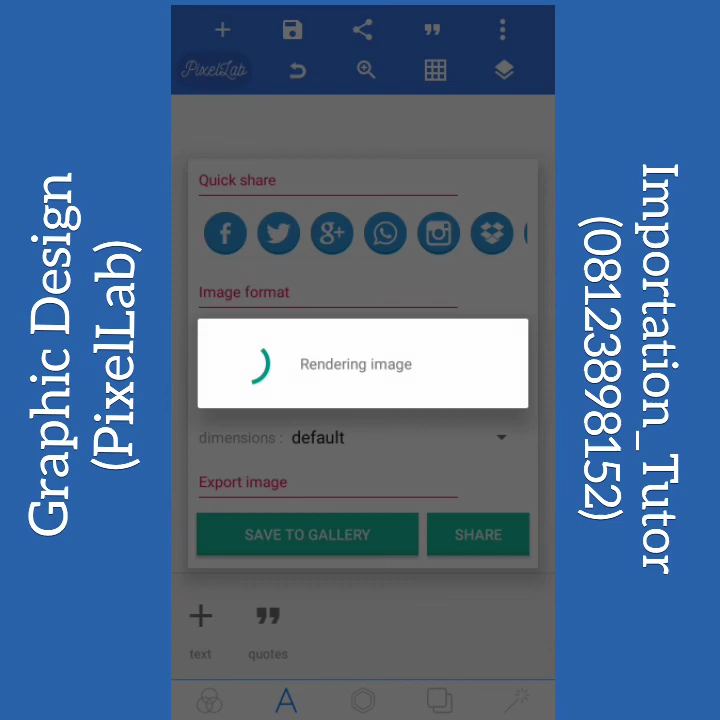 Graphic Design
(PixelLab)
PixelLab
Quick share
f
g+
Image format
Rendering image
dimensions : default
Export image
SAVE TO GALLERY
SHARE
text
quotes
A
Importation_Tutor
(08123898152)